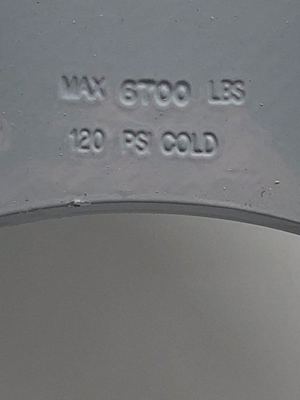 MAX 6700 LBS
120 PSI COLD